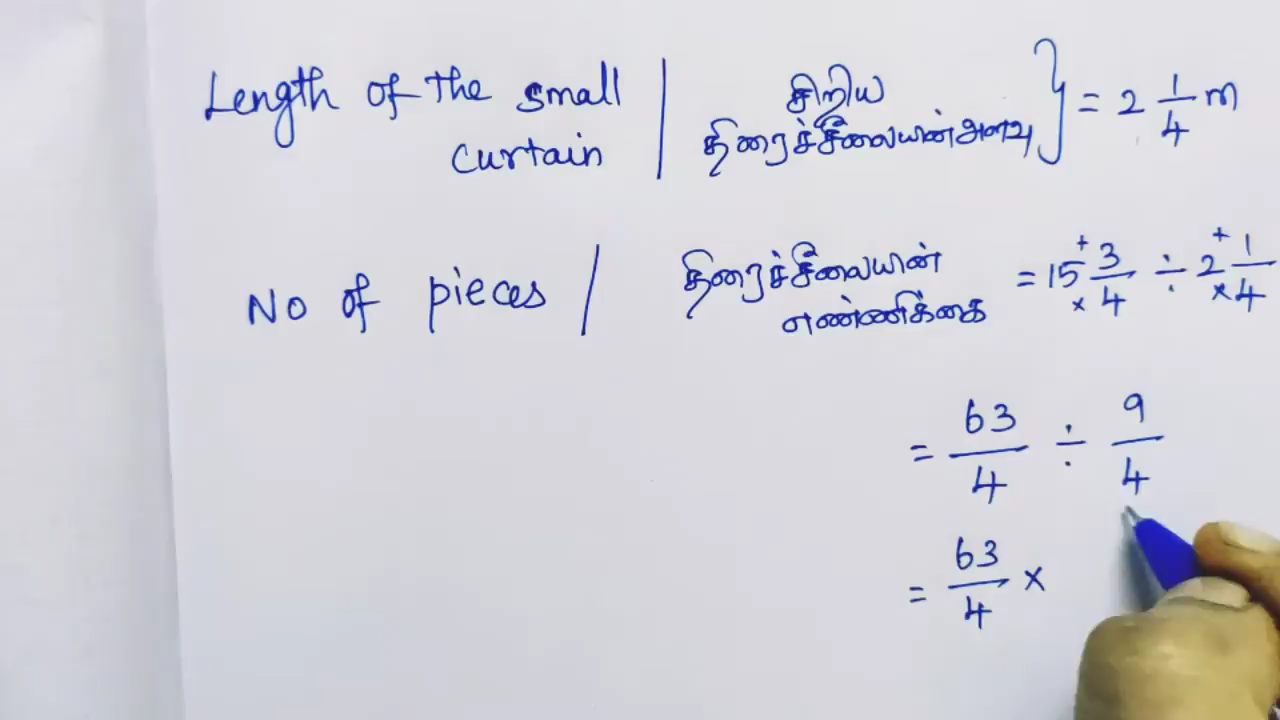 Length of the small | சிறிய } = 2 1/4 m
curtain | திரைச்சீலையின் அளவு
No of pieces / திரைச்சீலையின் = 15 3/4 ÷ 2 1/4
எண்ணிக்கை
= 63/4 ÷ 9/4
= 63/4 ×